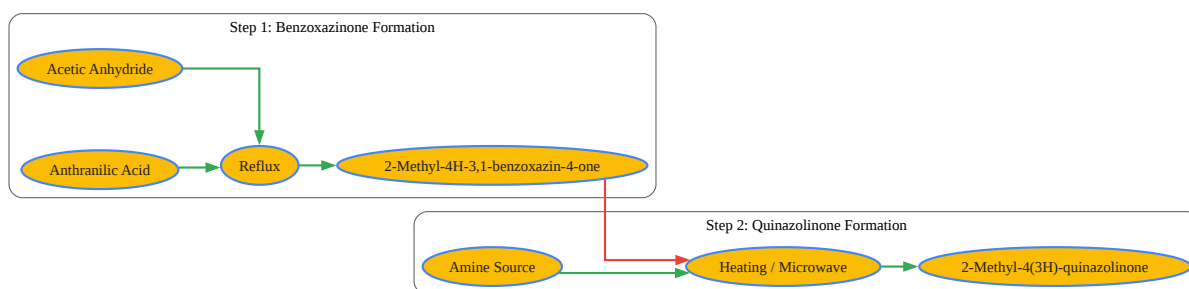 Step 1: Benzoxazinone Formation
Acetic Anhydride
Anthranilic Acid
Reflux
2-Methyl-4H-3,1-benzoxazin-4-one
Step 2: Quinazolinone Formation
Amine Source
Heating / Microwave
2-Methyl-4(3H)-quinazolinone